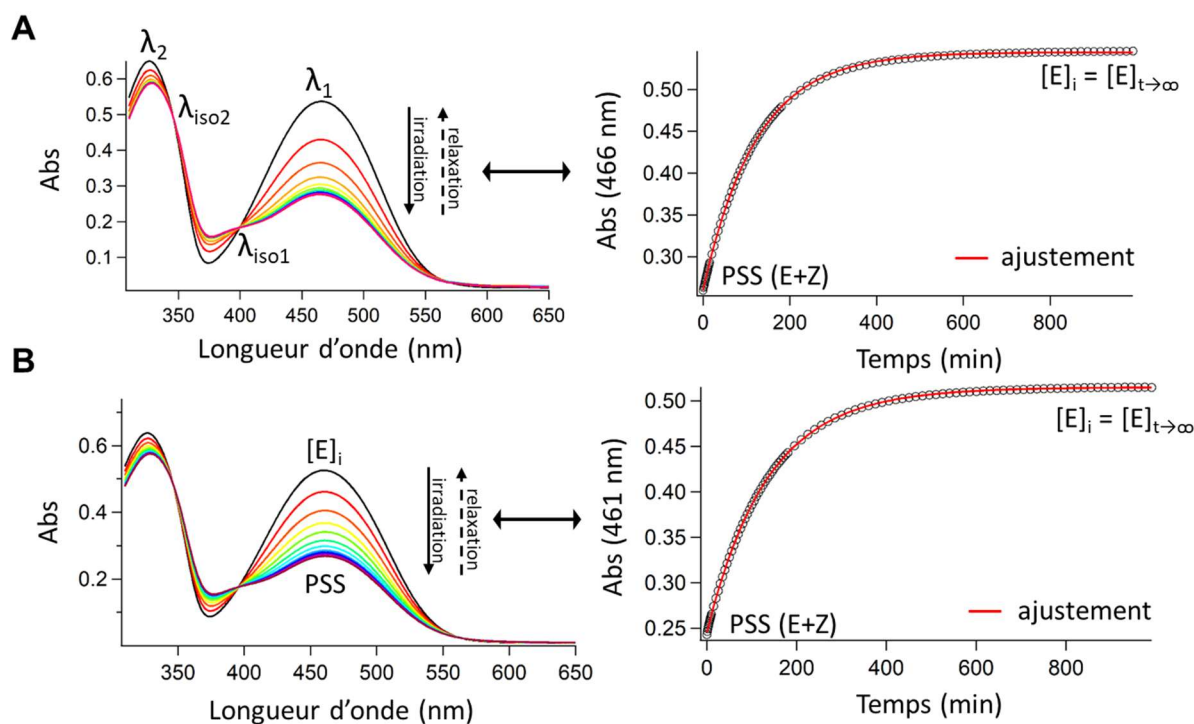 A
λ2
λ1
λiso2
λiso1
irradiation
relaxation
Abs
0.6
0.5
0.4
0.3
0.2
0.1
350
400
450
500
550
600
650
Longueur d'onde (nm)
Abs (466 nm)
0.50
0.45
0.40
0.35
0.30
[E]i = [E]t→∞
PSS (E+Z)
ajustement
0
200
400
600
800
Temps (min)
B
[E]i
PSS
irradiation
relaxation
Abs
0.6
0.4
0.2
350
400
450
500
550
600
650
Longueur d'onde (nm)
Abs (461 nm)
0.50
0.45
0.40
0.35
0.30
0.25
[E]i = [E]t→∞
PSS (E+Z)
ajustement
0
200
400
600
800
Temps (min)